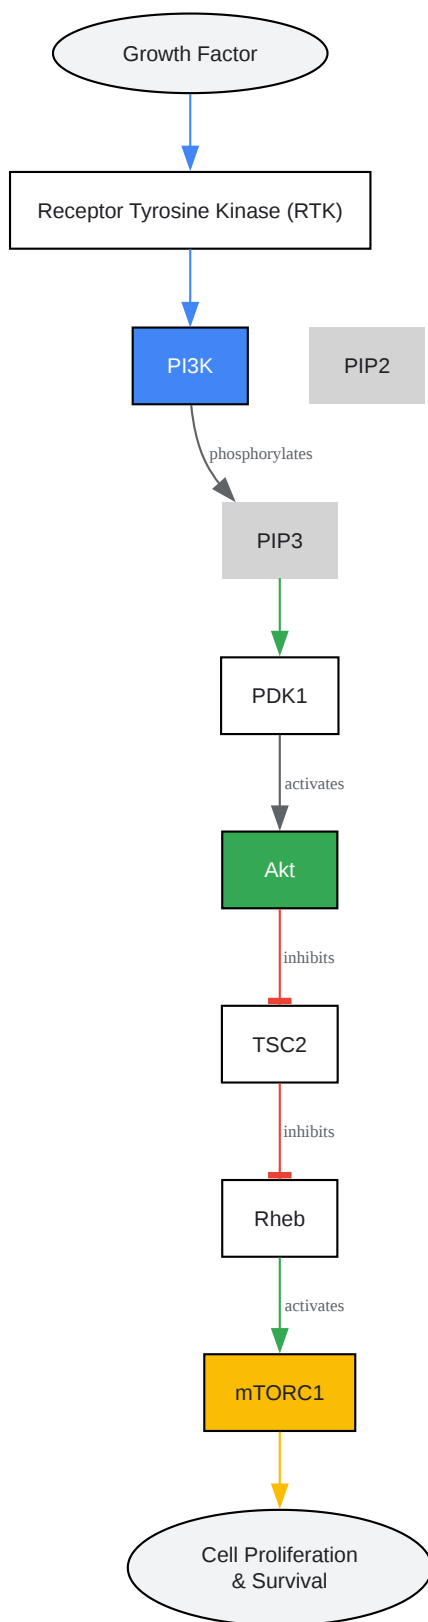 Growth Factor
Receptor Tyrosine Kinase (RTK)
PI3K
PIP2
phosphorylates
PIP3
PDK1
activates
Akt
inhibits
TSC2
inhibits
Rheb
activates
mTORC1
Cell Proliferation
& Survival